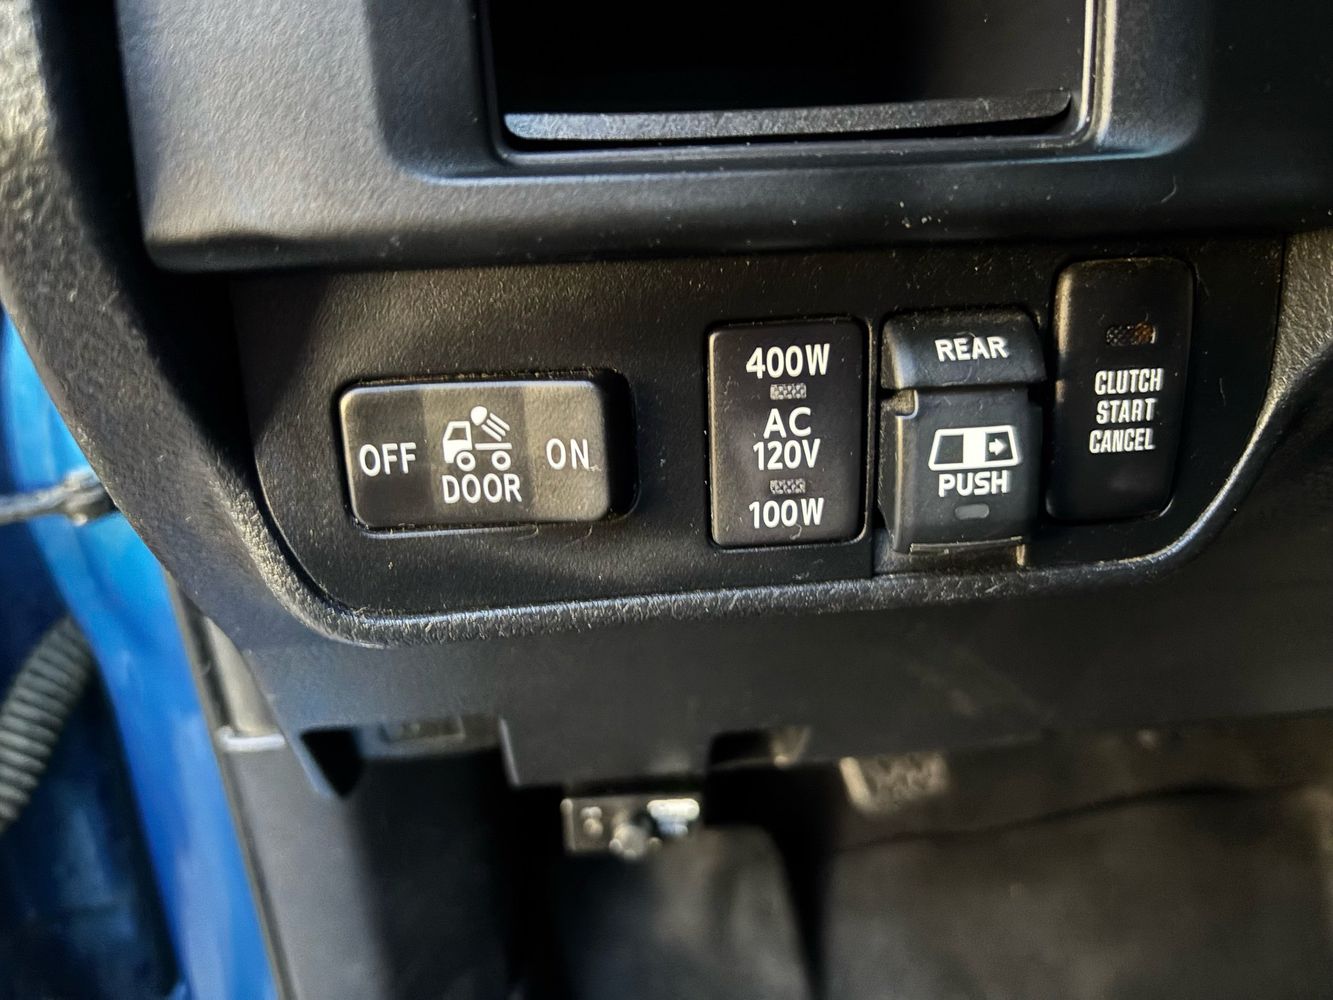 OFF
DOOR
ON
400W
AC
120V
100W
REAR
PUSH
CLUTCH
START
CANCEL